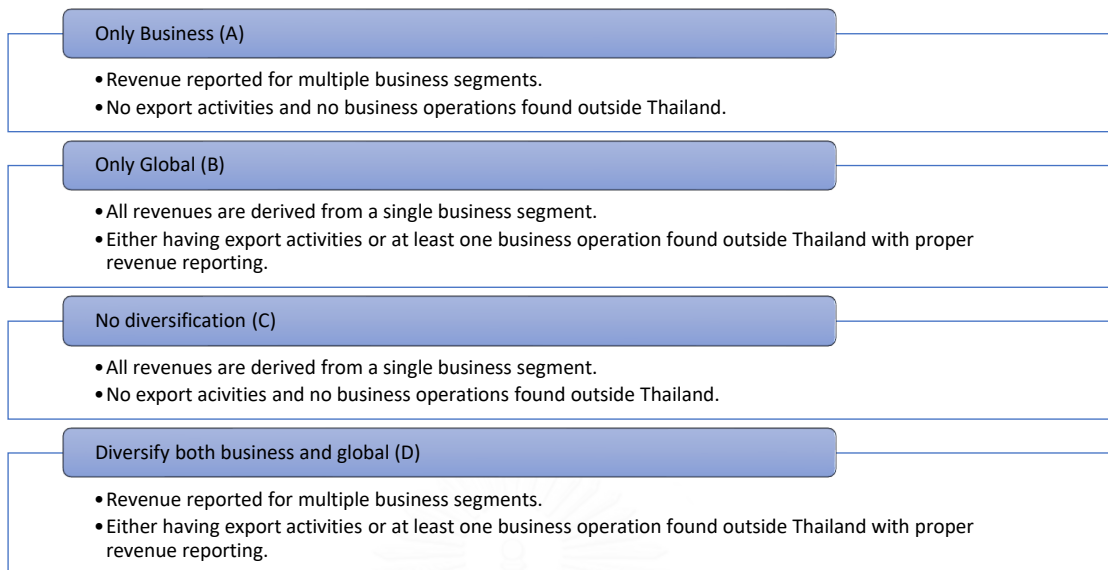 Only Business (A)
•Revenue reported for multiple business segments.
•No export activities and no business operations found outside Thailand.
Only Global (B)
•All revenues are derived from a single business segment.
•Either having export activities or at least one business operation found outside Thailand with proper
revenue reporting.
No diversification (C)
•All revenues are derived from a single business segment.
•No export acivities and no business operations found outside Thailand.
Diversify both business and global (D)
•Revenue reported for multiple business segments.
•Either having export activities or at least one business operation found outside Thailand with proper
revenue reporting.